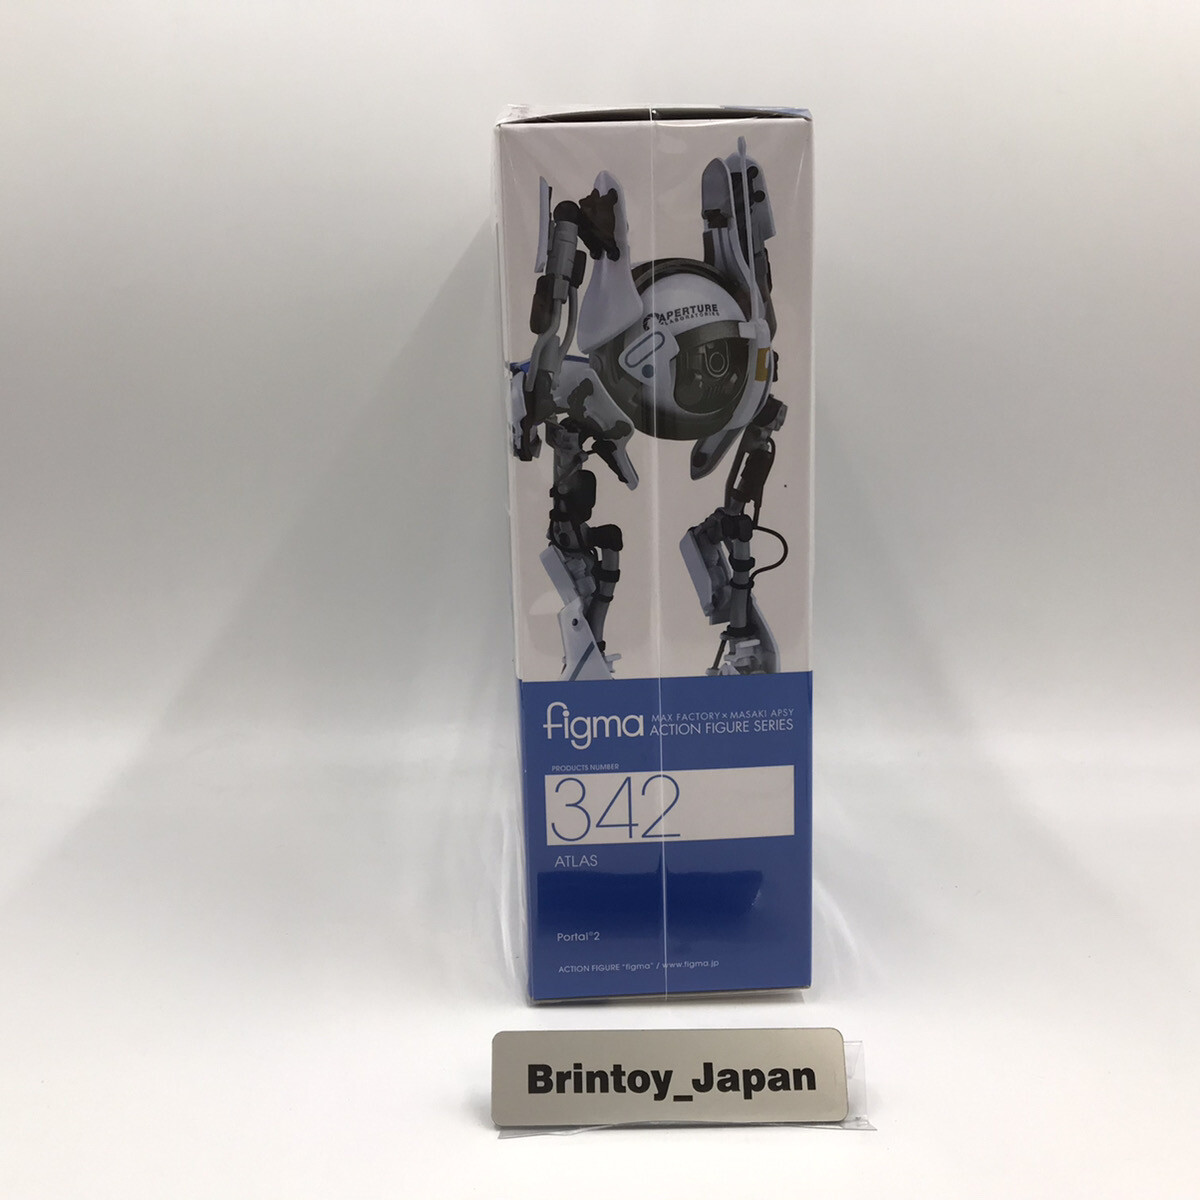 APERTURE
LABORATORIES
figma
MAX FACTORY × MASAKI APSY
ACTION FIGURE SERIES
PRODUCTS NUMBER
342
ATLAS
Portal®2
ACTION FIGURE "figma" / www.figma.jp
Brintoy_Japan